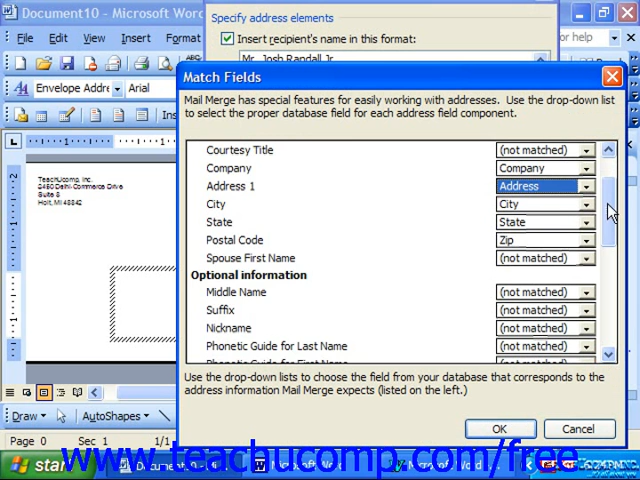 Document10 - Microsoft Word
Specify address elements
Insert recipient's name in this format:
Mr. Josh Randall Jr.
File Edit View Insert Format
or help
Envelope Addre Arial
Match Fields
Mail Merge has special features for easily working with addresses. Use the drop-down list
to select the proper database field for each address field component.
Courtesy Title (not matched)
Company Company
Address 1 Address
City City
State State
Postal Code Zip
Spouse First Name (not matched)
Optional information
Middle Name (not matched)
Suffix (not matched)
Nickname (not matched)
Phonetic Guide for Last Name (not matched)
Phonetic Guide for First Name
Use the drop-down lists to choose the field from your database that corresponds to the
address information Mail Merge expects (listed on the left.)
OK Cancel
TeachUcomp, Inc.
2450 Delhi Commerce Drive
Suite 8
Holt, MI 48842
Draw AutoShapes
Page 0 Sec 1 1/1
start
www.teachucomp.com/free